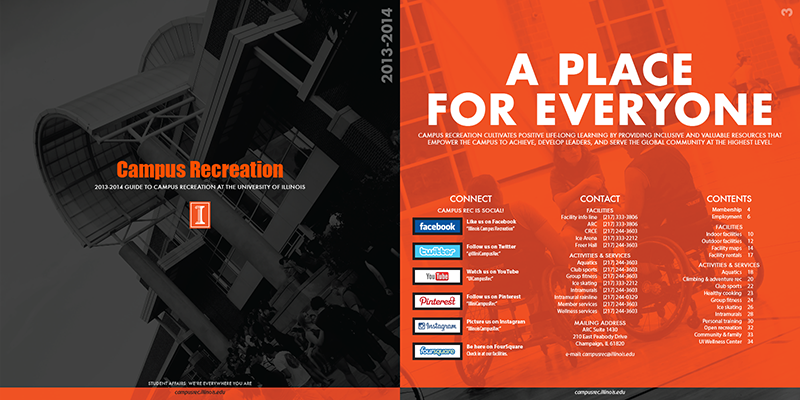 2013-2014
Campus Recreation
2013-2014 GUIDE TO CAMPUS RECREATION AT THE UNIVERSITY OF ILLINOIS
I
STUDENT AFFAIRS WE'RE EVERYWHERE YOU ARE
campusrec.illinois.edu
3
A PLACE
FOR EVERYONE
CAMPUS RECREATION CULTIVATES POSITIVE LIFE-LONG LEARNING BY PROVIDING INCLUSIVE AND VALUABLE RESOURCES THAT
EMPOWER THE CAMPUS TO ACHIEVE, DEVELOP LEADERS, AND SERVE THE GLOBAL COMMUNITY AT THE HIGHEST LEVEL.
CONNECT
CAMPUS REC IS SOCIAL!
facebook
Like us on Facebook
"Illinois Campus Recreation"
twitter
Follow us on Twitter
YouTube
Watch us on YouTube
Pinterest
Follow us on Pinterest
"IllinoisCampusRec"
Instagram
Picture us on Instagram
"IllinoisCampusRec"
foursquare
Be here on FourSquare
Check in at our facilities.
CONTACT
FACILITIES
Facility info line (217) 333-3806
ARC (217) 333-3806
CRCE (217) 244-3603
Ice Arena (217) 333-2212
Freer Hall (217) 244-3603
ACTIVITIES & SERVICES
Aquatics (217) 244-3603
Club sports (217) 244-3603
Group fitness (217) 244-3603
Ice skating (217) 333-2212
Intramurals (217) 244-3603
Intramural rainline (217) 244-0329
Member services (217) 244-3603
Wellness services (217) 244-3603
MAILING ADDRESS
ARC Suite 1430
210 East Peabody Drive
Champaign, IL 61820
e-mail: campusrec@illinois.edu
CONTENTS
Membership 4
Employment 6
FACILITIES
Indoor facilities 10
Outdoor facilities 12
Facility maps 14
Facility rentals 17
ACTIVITIES & SERVICES
Aquatics 18
Climbing & adventure rec 20
Club sports 22
Healthy cooking 23
Group fitness 24
Ice skating 26
Intramurals 28
Personal training 30
Open recreation 32
Community & family 33
UI Wellness Center 34
campusrec.illinois.edu